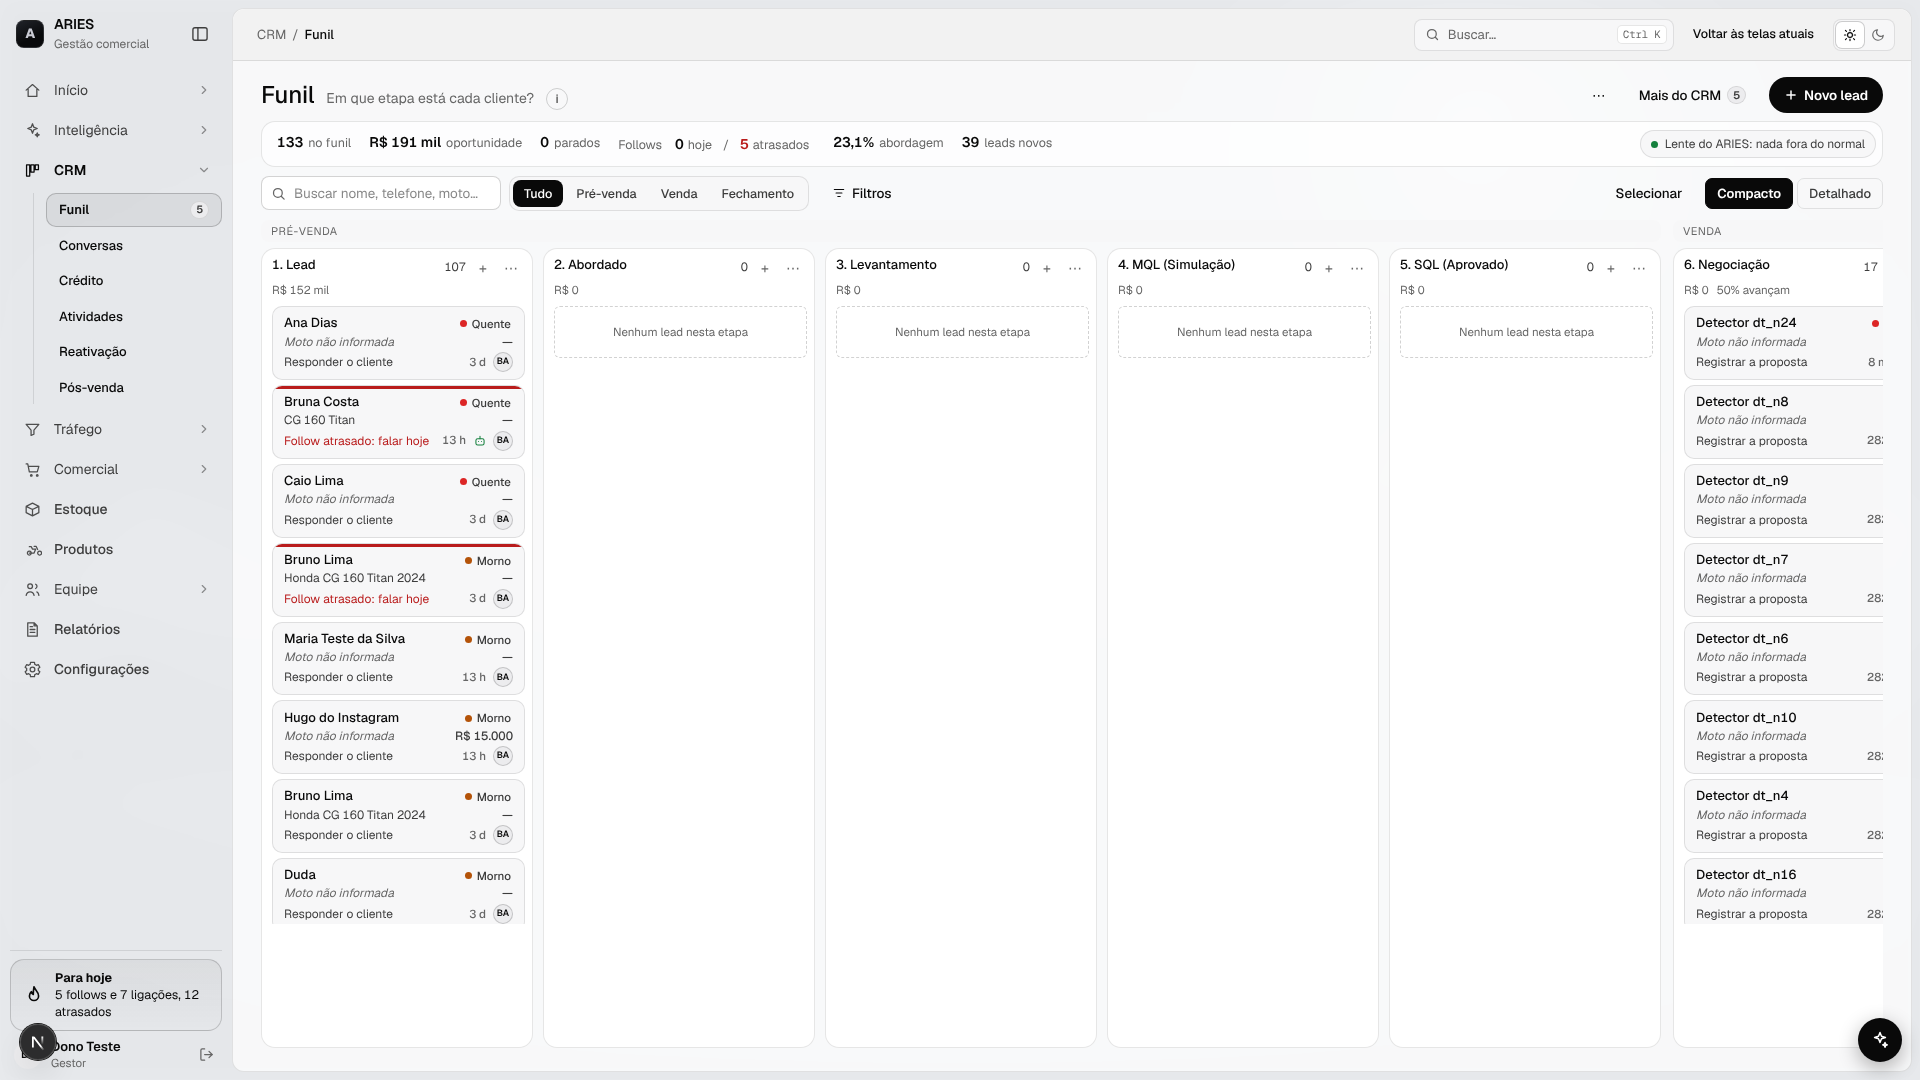 A
ARIES
Gestão comercial
Início
Inteligência
CRM
Funil 5
Conversas
Crédito
Atividades
Reativação
Pós-venda
Tráfego
Comercial
Estoque
Produtos
Equipe
Relatórios
Configurações
Para hoje
5 follows e 7 ligações, 12
atrasados
N
Dono Teste
Gestor
CRM / Funil
Buscar... Ctrl K
Voltar às telas atuais
Funil Em que etapa está cada cliente? i
... Mais do CRM 5 + Novo lead
133 no funil R$ 191 mil oportunidade 0 parados Follows 0 hoje / 5 atrasados 23,1% abordagem 39 leads novos
Lente do ARIES: nada fora do normal
Buscar nome, telefone, moto...
Tudo Pré-venda Venda Fechamento
Filtros
Selecionar Compacto Detalhado
PRÉ-VENDA
VENDA
1. Lead 107 + ...
R$ 152 mil
Ana Dias Quente
Moto não informada —
Responder o cliente 3 d BA
Bruna Costa Quente
CG 160 Titan —
Follow atrasado: falar hoje 13 h BA
Caio Lima Quente
Moto não informada —
Responder o cliente 3 d BA
Bruno Lima Morno
Honda CG 160 Titan 2024 —
Follow atrasado: falar hoje 3 d BA
Maria Teste da Silva Morno
Moto não informada —
Responder o cliente 13 h BA
Hugo do Instagram Morno
Moto não informada R$ 15.000
Responder o cliente 13 h BA
Bruno Lima Morno
Honda CG 160 Titan 2024 —
Responder o cliente 3 d BA
Duda Morno
Moto não informada —
Responder o cliente 3 d BA
2. Abordado 0 + ...
R$ 0
Nenhum lead nesta etapa
3. Levantamento 0 + ...
R$ 0
Nenhum lead nesta etapa
4. MQL (Simulação) 0 + ...
R$ 0
Nenhum lead nesta etapa
5. SQL (Aprovado) 0 + ...
R$ 0
Nenhum lead nesta etapa
6. Negociação 17
R$ 0 50% avançam
Detector dt_n24
Moto não informada
Registrar a proposta 8
Detector dt_n8
Moto não informada
Registrar a proposta
Detector dt_n9
Moto não informada
Registrar a proposta
Detector dt_n7
Moto não informada
Registrar a proposta
Detector dt_n6
Moto não informada
Registrar a proposta
Detector dt_n10
Moto não informada
Registrar a proposta
Detector dt_n4
Moto não informada
Registrar a proposta
Detector dt_n16
Moto não informada
Registrar a proposta